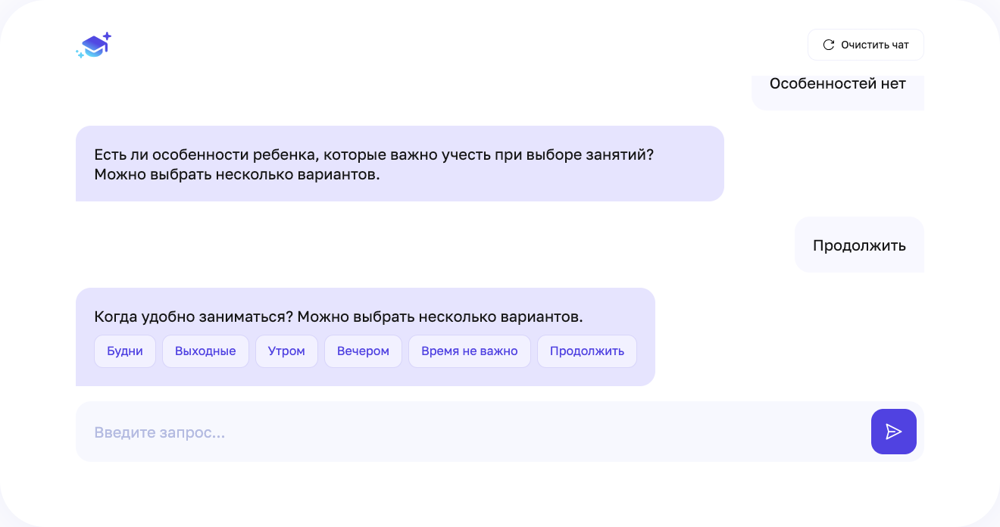 Очистить чат
Особенностей нет
Есть ли особенности ребенка, которые важно учесть при выборе занятий?
Можно выбрать несколько вариантов.
Продолжить
Когда удобно заниматься? Можно выбрать несколько вариантов.
Будни Выходные Утром Вечером Время не важно Продолжить
Введите запрос...